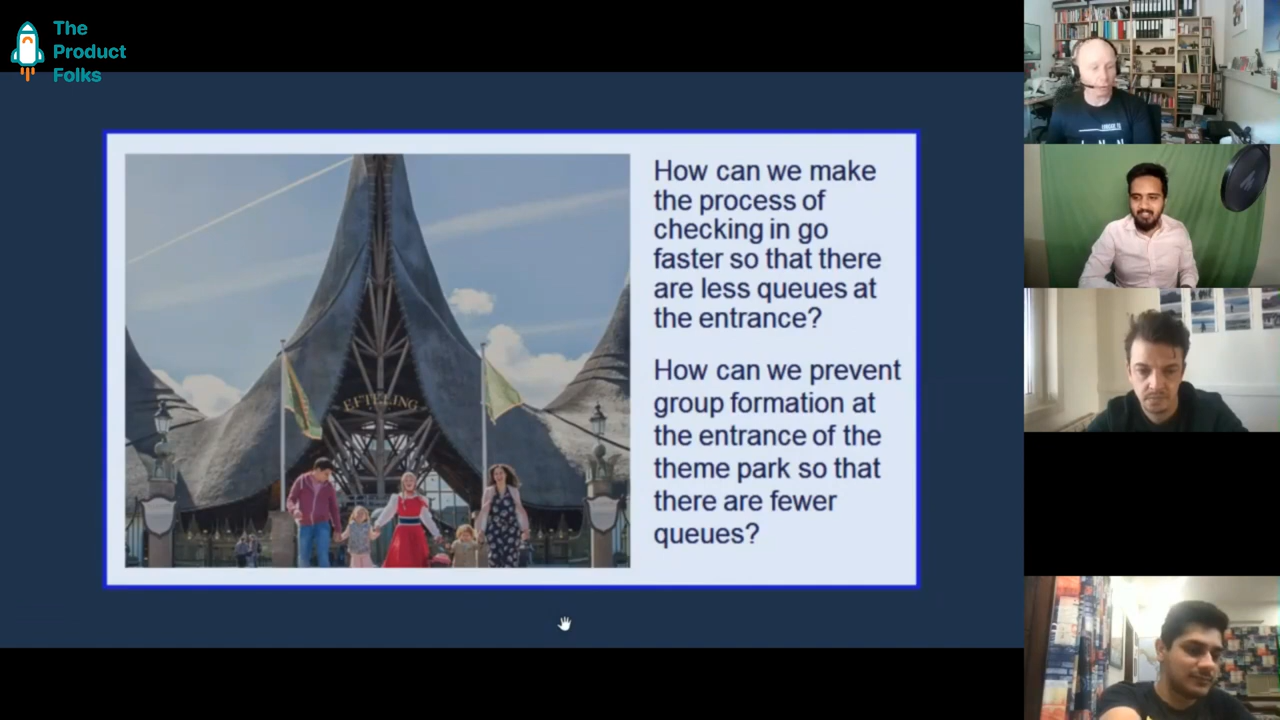 The
Product
Folks
How can we make
the process of
checking in go
faster so that there
are less queues at
the entrance?
How can we prevent
group formation at
the entrance of the
theme park so that
there are fewer
queues?
EFTELING